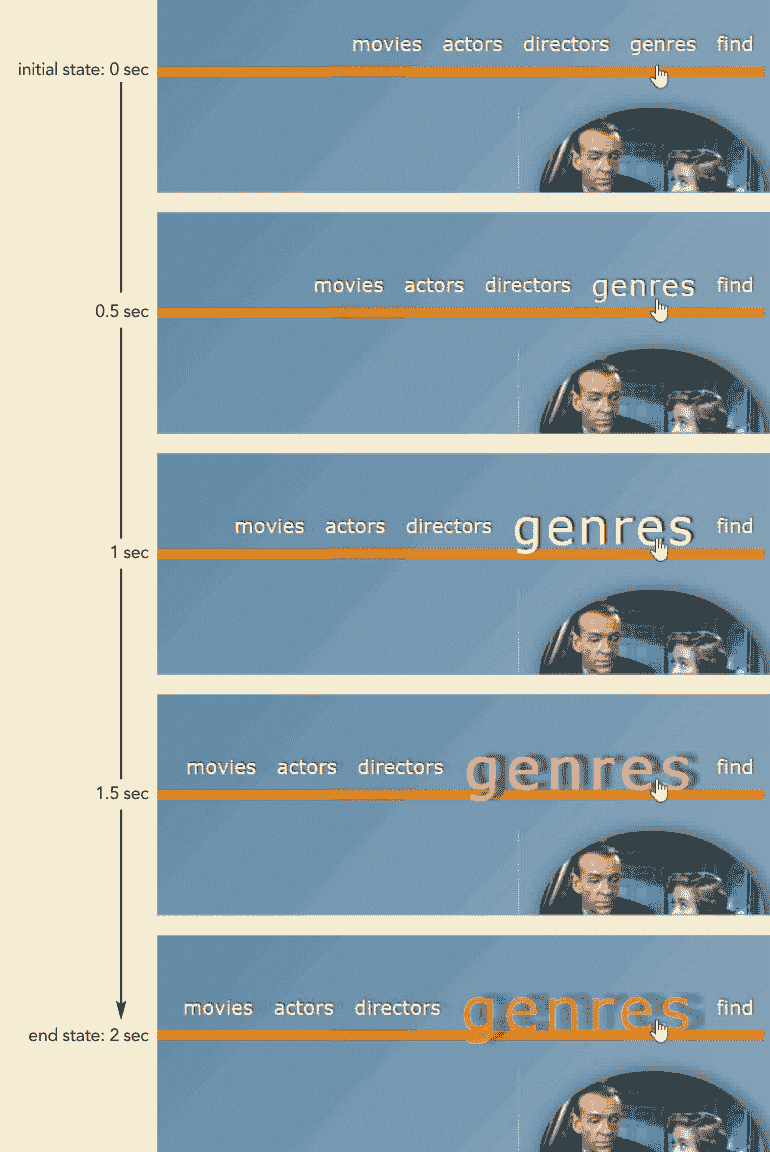 movies actors directors genres find
initial state: 0 sec
movies actors directors genres find
0.5 sec
movies actors directors genres find
1 sec
movies actors directors genres find
1.5 sec
movies actors directors genres find
end state: 2 sec